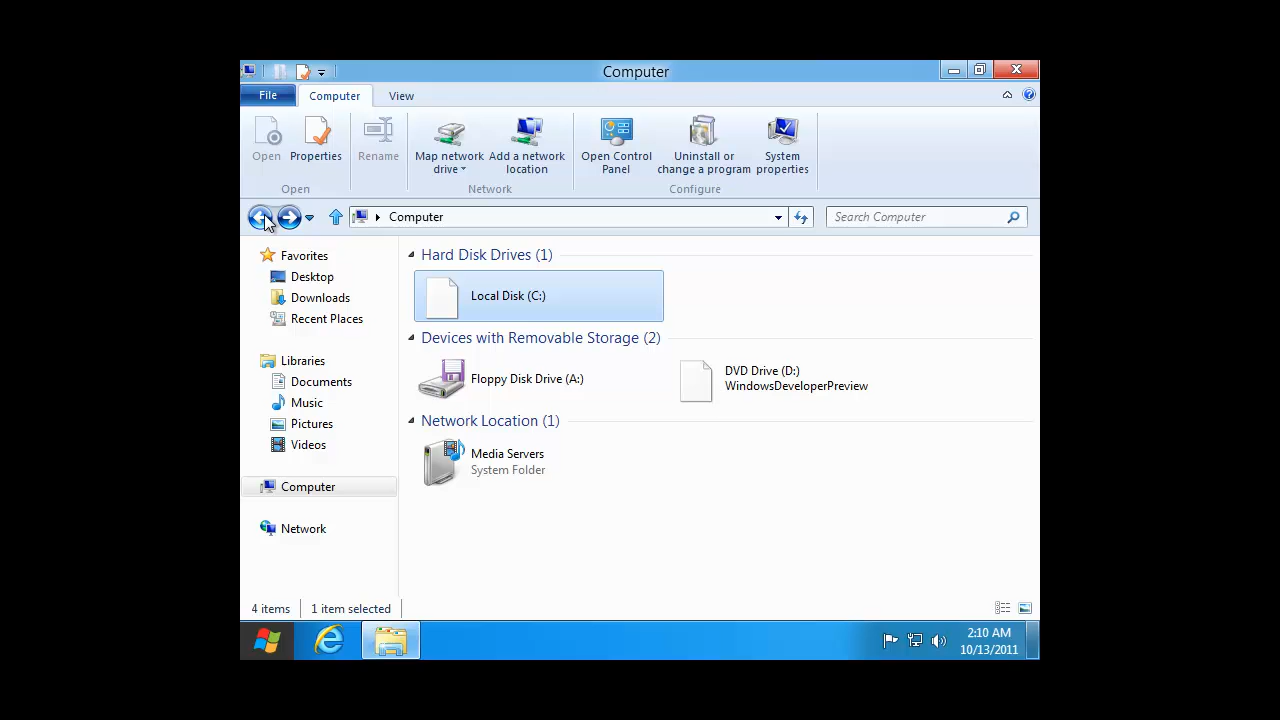 Computer
File Computer View
Open Properties Rename Map network drive Add a network location Open Control Panel Uninstall or change a program System properties
Open Network Configure
Computer Search Computer
Favorites
Desktop
Downloads
Recent Places
Libraries
Documents
Music
Pictures
Videos
Computer
Network
Hard Disk Drives (1)
Local Disk (C:)
Devices with Removable Storage (2)
Floppy Disk Drive (A:)
DVD Drive (D:)
WindowsDeveloperPreview
Network Location (1)
Media Servers
System Folder
4 items 1 item selected
2:10 AM
10/13/2011